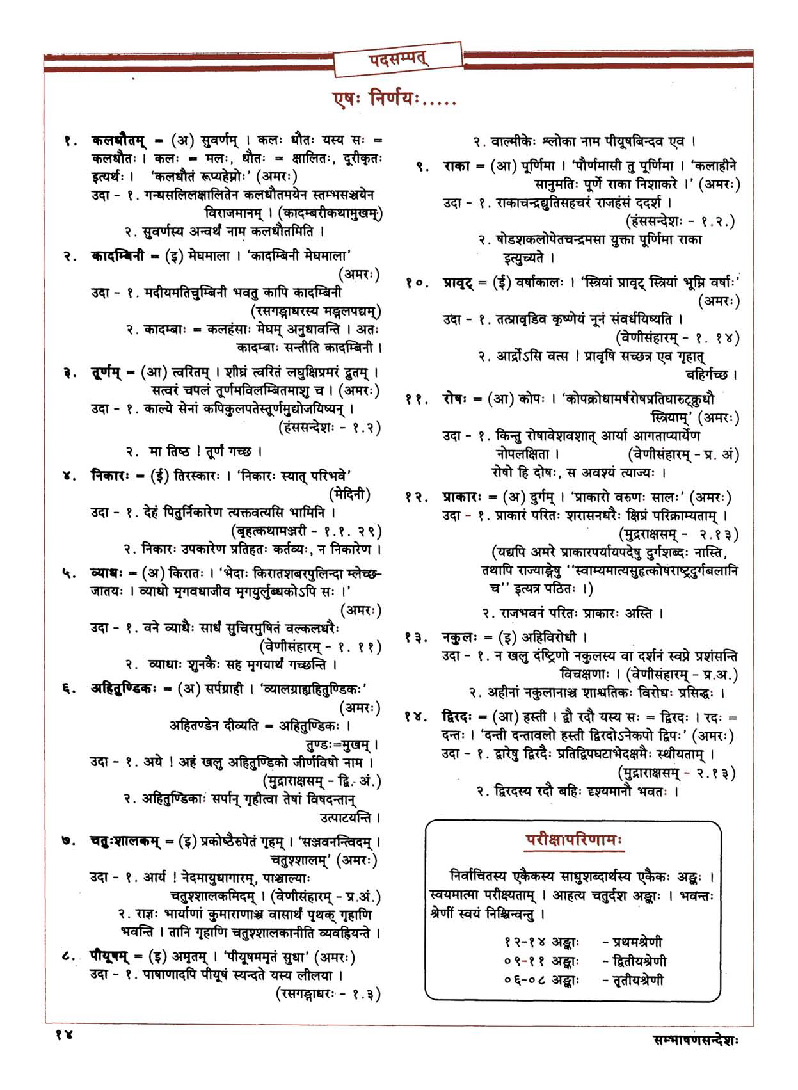 पदसम्पत्
एषः निर्णयः.....
१. कलधौतम् = (अ) सुवर्णम् । कलः धौतः यस्य सः =
कलधौतः । कलः = मलः, धौतः = क्षालितः, दूरीकृतः
इत्यर्थः । 'कलधौतं रूप्यहेम्नोः' (अमरः)
उदा - १. गन्धसलिलक्षालितेन कलधौतमयेन स्तम्भसञ्चयेन
विराजमानम् । (कादम्बरीकथामुखम्)
२. सुवर्णस्य अन्वर्थं नाम कलधौतमिति ।
२. कादम्बिनी = (इ) मेघमाला । 'कादम्बिनी मेघमाला'
(अमरः)
उदा - १. मदीयमतिचुम्बिनी भवतु कापि कादम्बिनी
(रसगङ्गाधरस्य मङ्गलपद्यम्)
२. कादम्बाः = कलहंसाः मेघम् अनुधावन्ति । अतः
कादम्बाः सन्तीति कादम्बिनी ।
३. तूर्णम् = (आ) त्वरितम् । शीघ्रं त्वरितं लघुक्षिप्रमरं द्रुतम् ।
सत्वरं चपलं तूर्णमविलम्बितमाशु च । (अमरः)
उदा - १. काल्ये सेनां कपिकुलपतेस्तूर्णमुद्योजयिष्यन् ।
(हंससन्देशः - १.२)
२. मा तिष्ठ ! तूर्णं गच्छ ।
४. निकारः = (ई) तिरस्कारः । 'निकारः स्यात् परिभवे'
(मेदिनी)
उदा - १. देहं पितुर्निकारेण त्यक्तवत्यसि भामिनि ।
(बृहत्कथामञ्जरी - १.१. २९)
२. निकारः उपकारेण प्रतिहतः कर्तव्यः, न निकारेण ।
५. व्याधः = (अ) किरातः । 'भेदाः किरातशबरपुलिन्दा म्लेच्छ-
जातयः । व्याधो मृगवधाजीव मृगयुर्लुब्धकोऽपि सः ।'
(अमरः)
उदा - १. वने व्याधैः सार्धं सुचिरमुषितं वल्कलधरैः
(वेणीसंहारम् - १. ११)
२. व्याधाः शुनकैः सह मृगयार्थं गच्छन्ति ।
६. अहितुण्डिकः = (अ) सर्पग्राही । 'व्यालग्राह्यहितुण्डिकः'
(अमरः)
अहितण्डेन दीव्यति = अहितुण्डिकः ।
तुण्डः=मुखम् ।
उदा - १. अये ! अहं खलु अहितुण्डिको जीर्णविषो नाम ।
(मुद्राराक्षसम् - द्वि. अं.)
२. अहितुण्डिकाः सर्पान् गृहीत्वा तेषां विषदन्तान्
उत्पाटयन्ति ।
७. चतुःशालकम् = (इ) प्रकोष्ठैरुपेतं गृहम् । 'सञ्जवनन्त्विदम् ।
चतुश्शालम्' (अमरः)
उदा - १. आर्य ! नेदमायुधागारम्, पाञ्चाल्याः
चतुश्शालकमिदम् । (वेणीसंहारम् - प्र.अं.)
२. राज्ञः भार्याणां कुमाराणाञ्च वासार्थं पृथक् गृहाणि
भवन्ति । तानि गृहाणि चतुश्शालकानीति व्यवह्रियन्ते ।
८. पीयूषम् = (इ) अमृतम् । 'पीयूषममृतं सुधा' (अमरः)
उदा - १. पाषाणादपि पीयूषं स्यन्दते यस्य लीलया ।
(रसगङ्गाधरः - १.३)
२. वाल्मीकेः श्लोका नाम पीयूषबिन्दव एव ।
९. राका = (आ) पूर्णिमा । 'पौर्णमासी तु पूर्णिमा । 'कलाहीने
सानुमतिः पूर्णे राका निशाकरे ।' (अमरः)
उदा - १. राकाचन्द्रद्युतिसहचरं राजहंसं ददर्श ।
(हंससन्देशः - १.२.)
२. षोडशकलोपेतचन्द्रमसा युक्ता पूर्णिमा राका
इत्युच्यते ।
१०. प्रावृट् = (ई) वर्षाकालः । 'स्त्रियां प्रावृट् स्त्रियां भूम्नि वर्षाः'
(अमरः)
उदा - १. तत्प्रावृडिव कृष्णेयं नूनं संवर्धयिष्यति ।
(वेणीसंहारम् - १. १४)
२. आर्द्रोऽसि वत्स । प्रावृषि सच्छत्र एव गृहात्
बहिर्गच्छ ।
११. रोषः = (आ) कोपः । 'कोपक्रोधामर्षरोषप्रतिघारुट्क्रुधौ
स्त्रियाम्' (अमरः)
उदा - १. किन्तु रोषावेशवशात् आर्या आगताप्यार्येण
नोपलक्षिता । (वेणीसंहारम् - प्र. अं)
रोषो हि दोषः, स अवश्यं त्याज्यः ।
१२. प्राकारः = (अ) दुर्गम् । 'प्राकारो वरुणः सालः' (अमरः)
उदा - १. प्राकारं परितः शरासनधरैः क्षिप्रं परिक्राम्यताम् ।
(मुद्राराक्षसम् - २.१३)
(यद्यपि अमरे प्राकारपर्यायपदेषु दुर्गशब्दः नास्ति,
तथापि राज्याङ्गेषु "स्वाम्यमात्यसुहृत्कोषराष्ट्रदुर्गबलानि
च" इत्यत्र पठितः ।)
२. राजभवनं परितः प्राकारः अस्ति ।
१३. नकुलः = (इ) अहिविरोधी ।
उदा - १. न खलु दंष्ट्रिणो नकुलस्य वा दर्शनं स्वप्ने प्रशंसन्ति
विचक्षणाः । (वेणीसंहारम् - प्र.अ.)
२. अहीनां नकुलानाञ्च शाश्वतिकः विरोधः प्रसिद्धः ।
१४. द्विरदः = (आ) हस्ती । द्वौ रदौ यस्य सः = द्विरदः । रदः =
दन्तः । 'दन्ती दन्तावलो हस्ती द्विरदोऽनेकपो द्विपः' (अमरः)
उदा - १. द्वारेषु द्विरदैः प्रतिद्विपघटाभेदक्षमैः स्थीयताम् ।
(मुद्राराक्षसम् - २.१३)
२. द्विरदस्य रदौ बहिः दृश्यमानौ भवतः ।
परीक्षापरिणामः
निर्वाचितस्य एकैकस्य साधुशब्दार्थस्य एकैकः अङ्कः ।
स्वयमात्मा परीक्ष्यताम् । आहत्य चतुर्दश अङ्काः । भवन्तः
श्रेणीं स्वयं निश्चिन्वन्तु ।
१२-१४ अङ्काः - प्रथमश्रेणी
०९-११ अङ्काः - द्वितीयश्रेणी
०६-०८ अङ्काः - तृतीयश्रेणी
१४
सम्भाषणसन्देशः